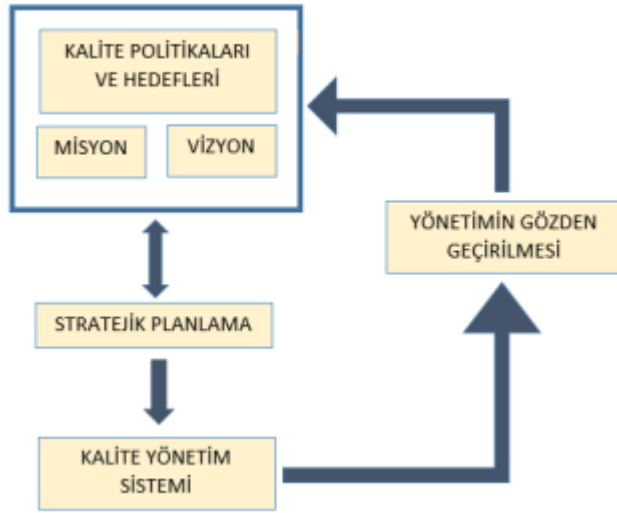 KALİTE POLİTİKALARI
VE HEDEFLERİ
MİSYON
VİZYON
YÖNETİMİN GÖZDEN
GEÇİRİLMESİ
STRATEJİK PLANLAMA
KALİTE YÖNETİM
SİSTEMİ